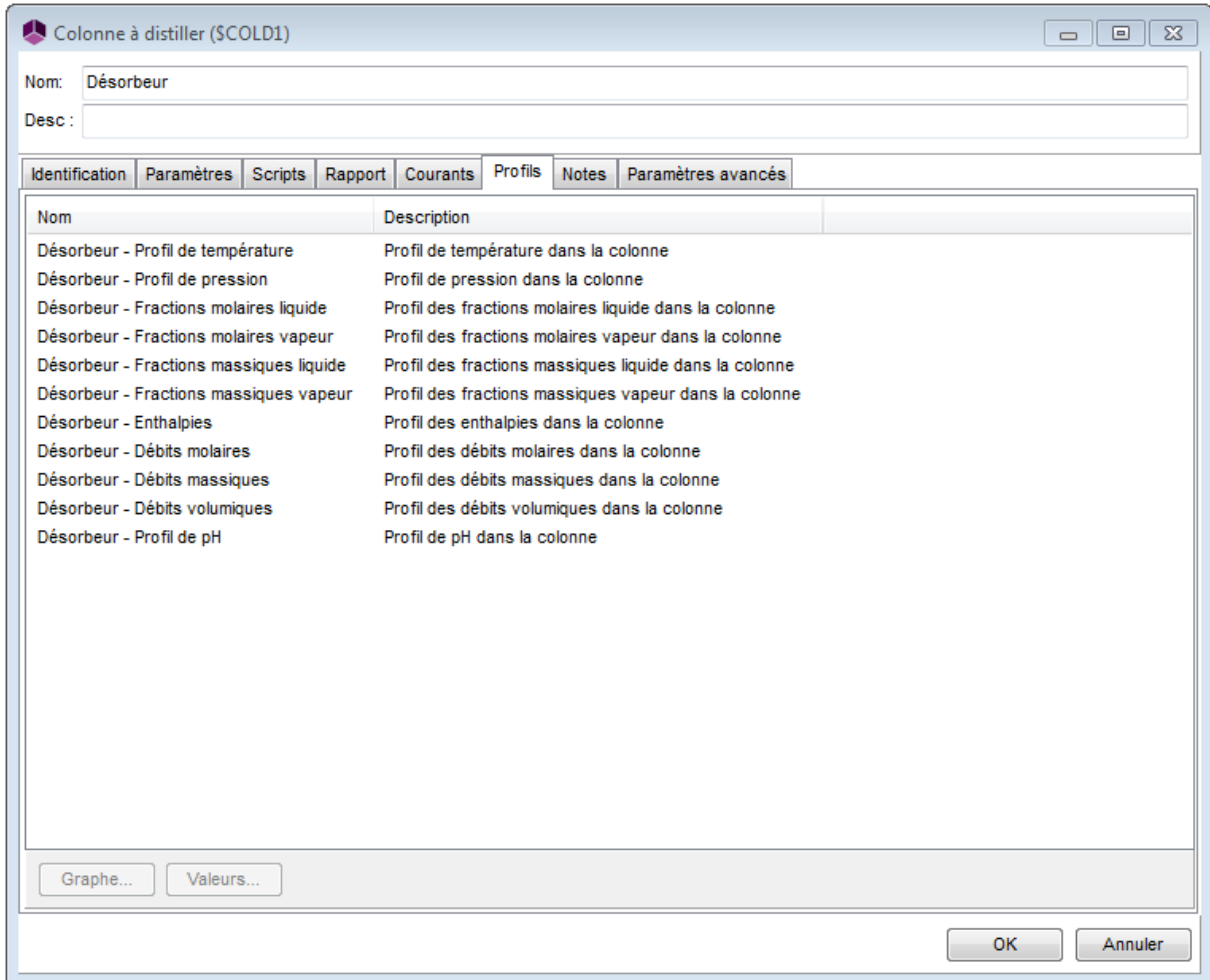 Colonne à distiller ($COLD1)
Nom: Désorbeur
Desc :
Identification Paramètres Scripts Rapport Courants Profils Notes Paramètres avancés
Nom Description
Désorbeur - Profil de température Profil de température dans la colonne
Désorbeur - Profil de pression Profil de pression dans la colonne
Désorbeur - Fractions molaires liquide Profil des fractions molaires liquide dans la colonne
Désorbeur - Fractions molaires vapeur Profil des fractions molaires vapeur dans la colonne
Désorbeur - Fractions massiques liquide Profil des fractions massiques liquide dans la colonne
Désorbeur - Fractions massiques vapeur Profil des fractions massiques vapeur dans la colonne
Désorbeur - Enthalpies Profil des enthalpies dans la colonne
Désorbeur - Débits molaires Profil des débits molaires dans la colonne
Désorbeur - Débits massiques Profil des débits massiques dans la colonne
Désorbeur - Débits volumiques Profil des débits volumiques dans la colonne
Désorbeur - Profil de pH Profil de pH dans la colonne
Graphe... Valeurs...
OK Annuler